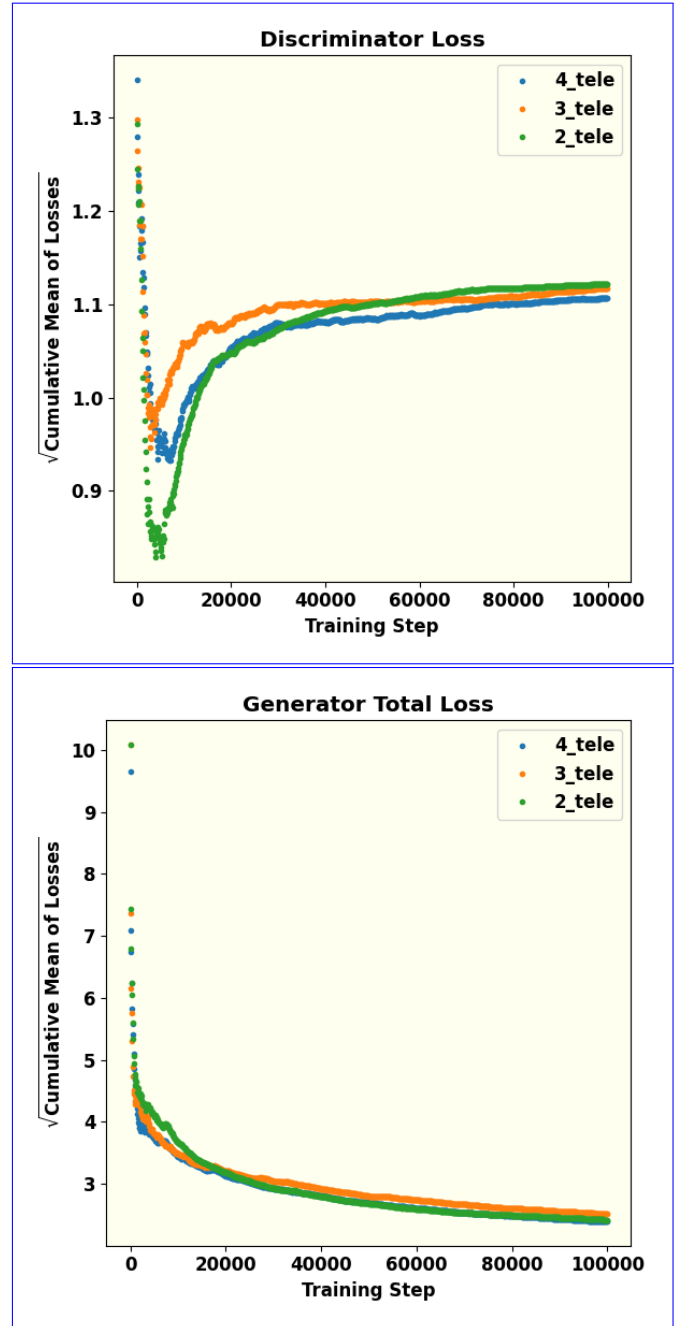 Discriminator Loss
4_tele
3_tele
2_tele
1.3
1.2
1.1
1.0
0.9
√Cumulative Mean of Losses
0 20000 40000 60000 80000 100000
Training Step
Generator Total Loss
4_tele
3_tele
2_tele
10
9
8
7
6
5
4
3
√Cumulative Mean of Losses
0 20000 40000 60000 80000 100000
Training Step